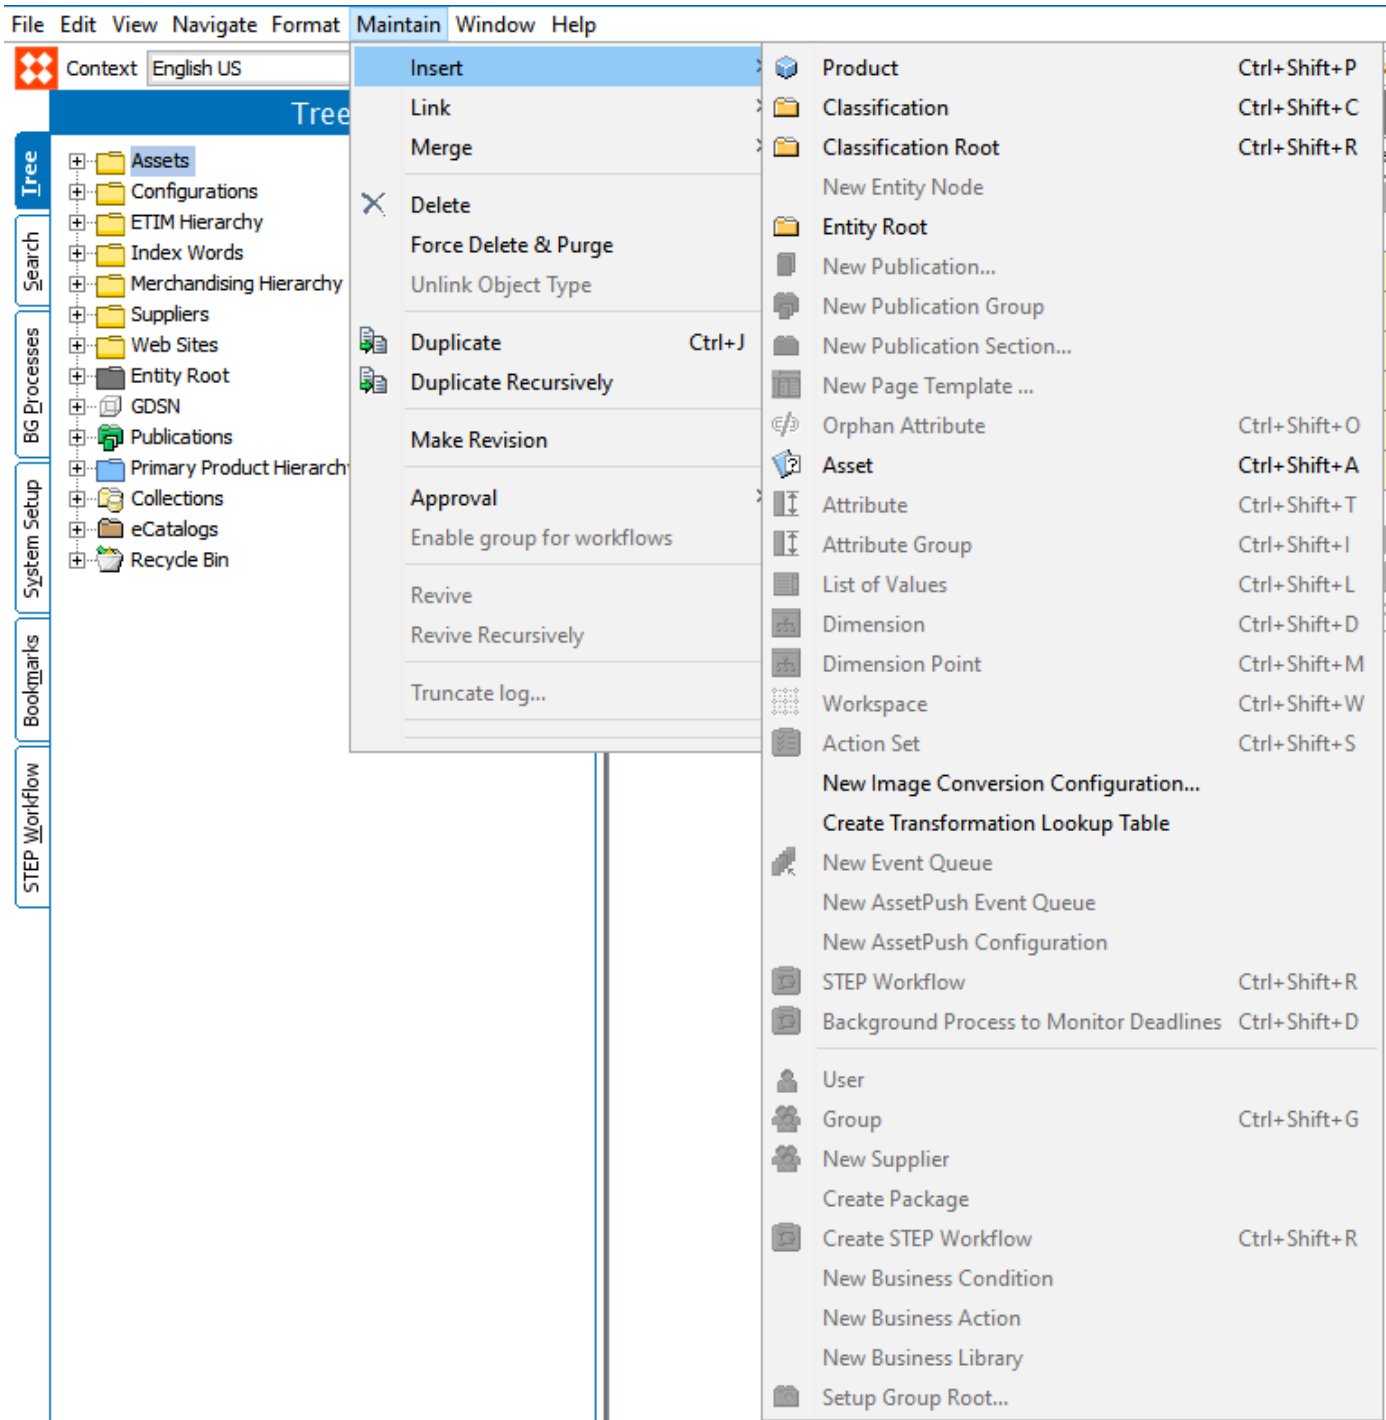 File Edit View Navigate Format Maintain Window Help
Context English US
Tree
Tree
Search
BG Processes
System Setup
Bookmarks
STEP Workflow
Assets
Configurations
ETIM Hierarchy
Index Words
Merchandising Hierarchy
Suppliers
Web Sites
Entity Root
GDSN
Publications
Primary Product Hierarch
Collections
eCatalogs
Recycle Bin
Insert
Link
Merge
Delete
Force Delete & Purge
Unlink Object Type
Duplicate Ctrl+J
Duplicate Recursively
Make Revision
Approval
Enable group for workflows
Revive
Revive Recursively
Truncate log...
Product Ctrl+Shift+P
Classification Ctrl+Shift+C
Classification Root Ctrl+Shift+R
New Entity Node
Entity Root
New Publication...
New Publication Group
New Publication Section...
New Page Template ...
Orphan Attribute Ctrl+Shift+O
Asset Ctrl+Shift+A
Attribute Ctrl+Shift+T
Attribute Group Ctrl+Shift+I
List of Values Ctrl+Shift+L
Dimension Ctrl+Shift+D
Dimension Point Ctrl+Shift+M
Workspace Ctrl+Shift+W
Action Set Ctrl+Shift+S
New Image Conversion Configuration...
Create Transformation Lookup Table
New Event Queue
New AssetPush Event Queue
New AssetPush Configuration
STEP Workflow Ctrl+Shift+R
Background Process to Monitor Deadlines Ctrl+Shift+D
User
Group Ctrl+Shift+G
New Supplier
Create Package
Create STEP Workflow Ctrl+Shift+R
New Business Condition
New Business Action
New Business Library
Setup Group Root...